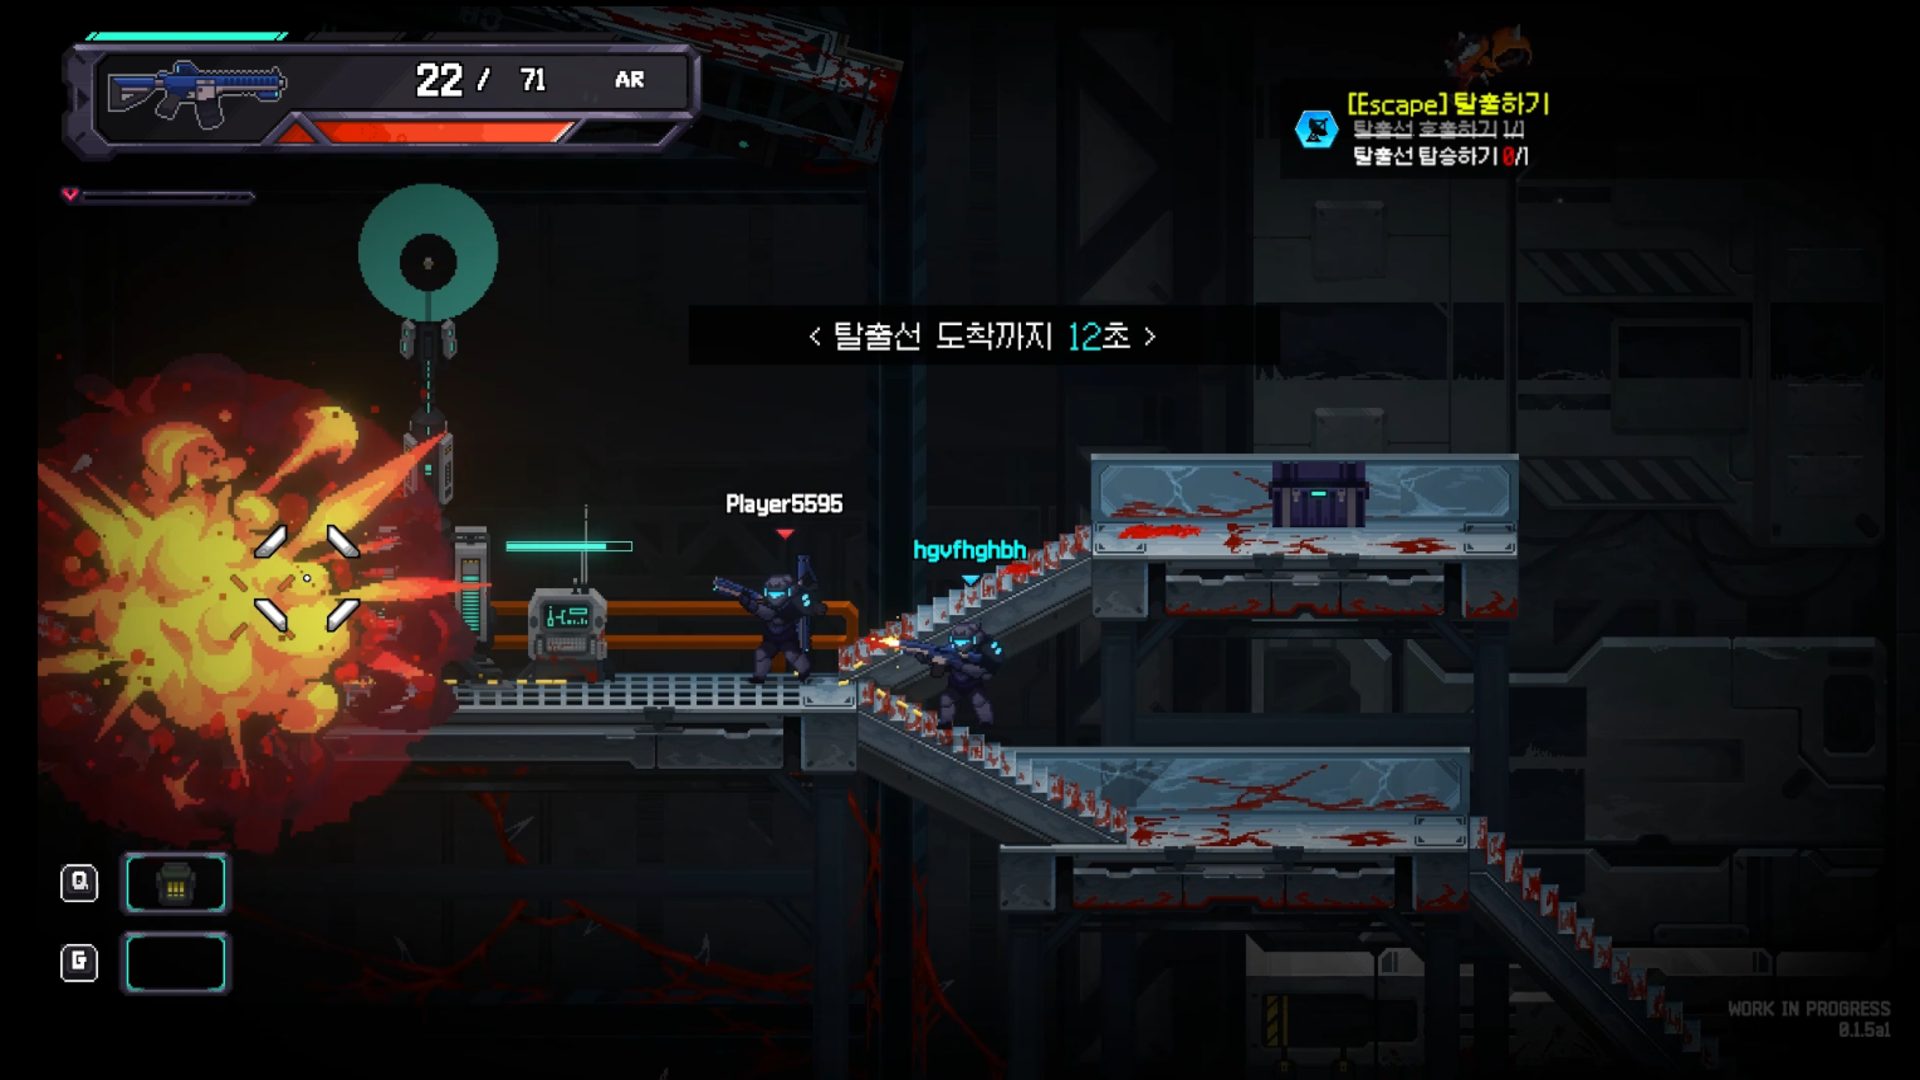 22 / 71 AR
[Escape] 탈출하기
탈출선 호출하기 1/1
탈출선 탑승하기 0/1
< 탈출선 도착까지 12초 >
Player5595
hgvfhghbh
Q
G
WORK IN PROGRESS
0.1.5a1